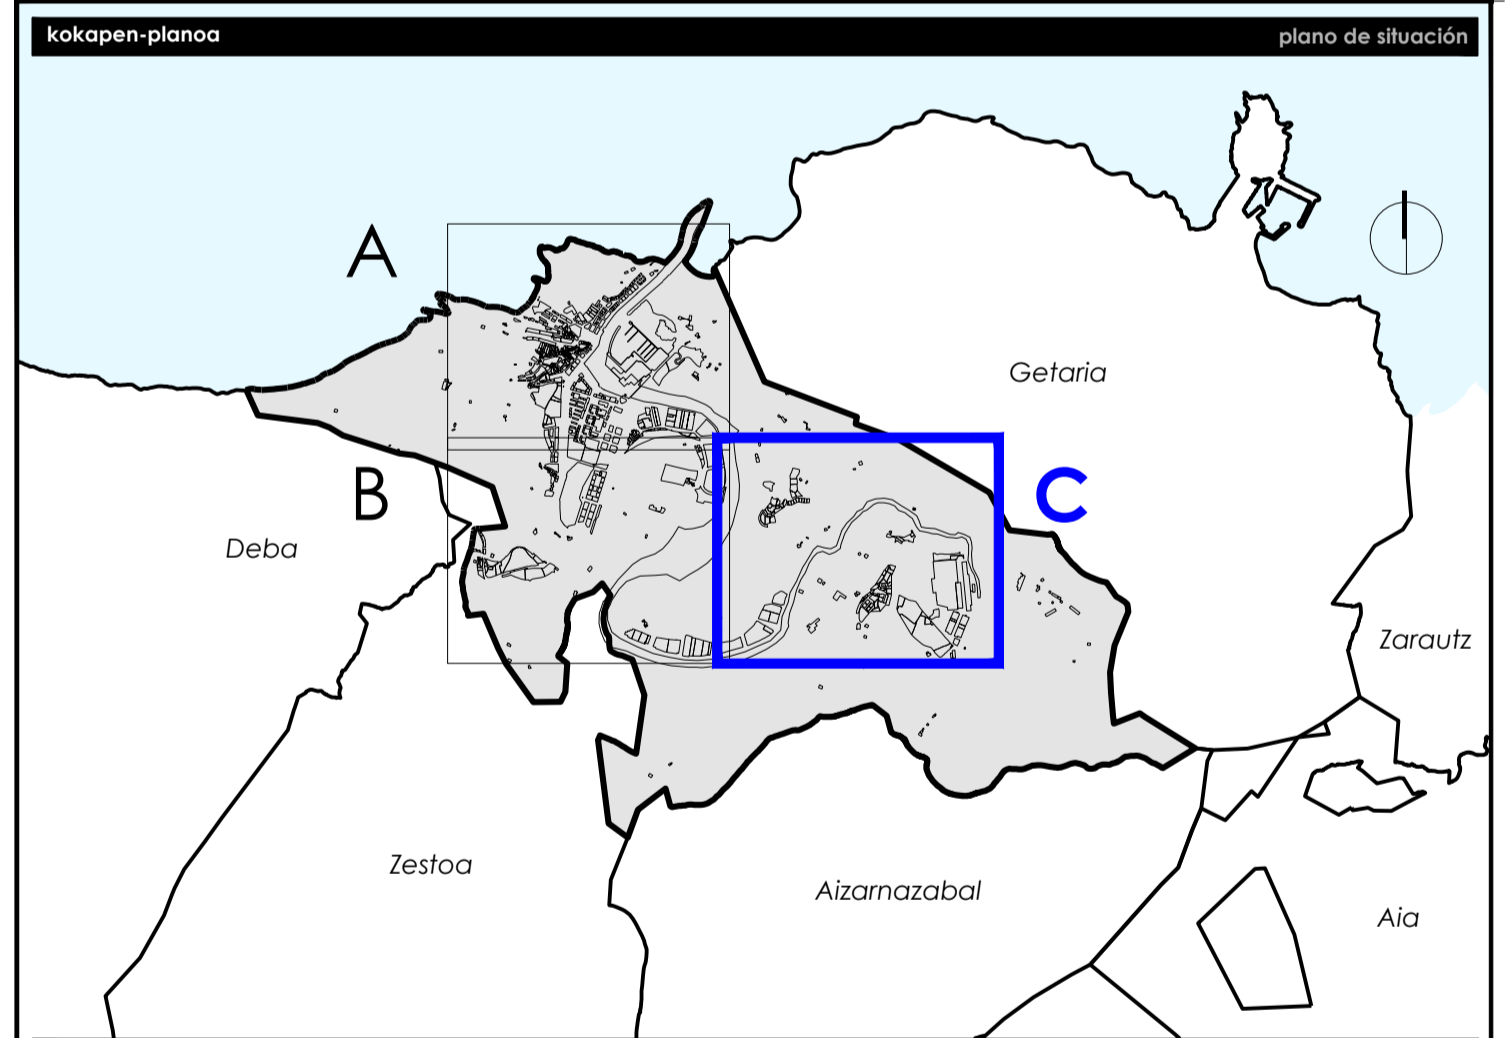 kokapen-planoa
plano de situación
A
Getaria
B
C
Deba
Zarautz
Zestoa
Aizarnazabal
Aia